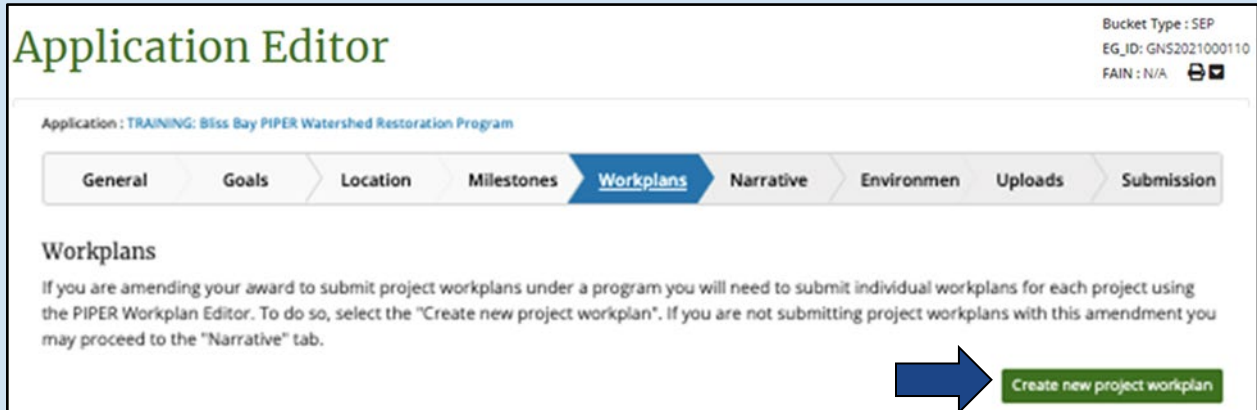 Application Editor
Bucket Type : SEP
EG_ID: GNS2021000110
FAIN : N/A
Application : TRAINING: Bliss Bay PIPER Watershed Restoration Program
General Goals Location Milestones Workplans Narrative Environmen Uploads Submission
Workplans
If you are amending your award to submit project workplans under a program you will need to submit individual workplans for each project using
the PIPER Workplan Editor. To do so, select the "Create new project workplan". If you are not submitting project workplans with this amendment you
may proceed to the "Narrative" tab.
Create new project workplan